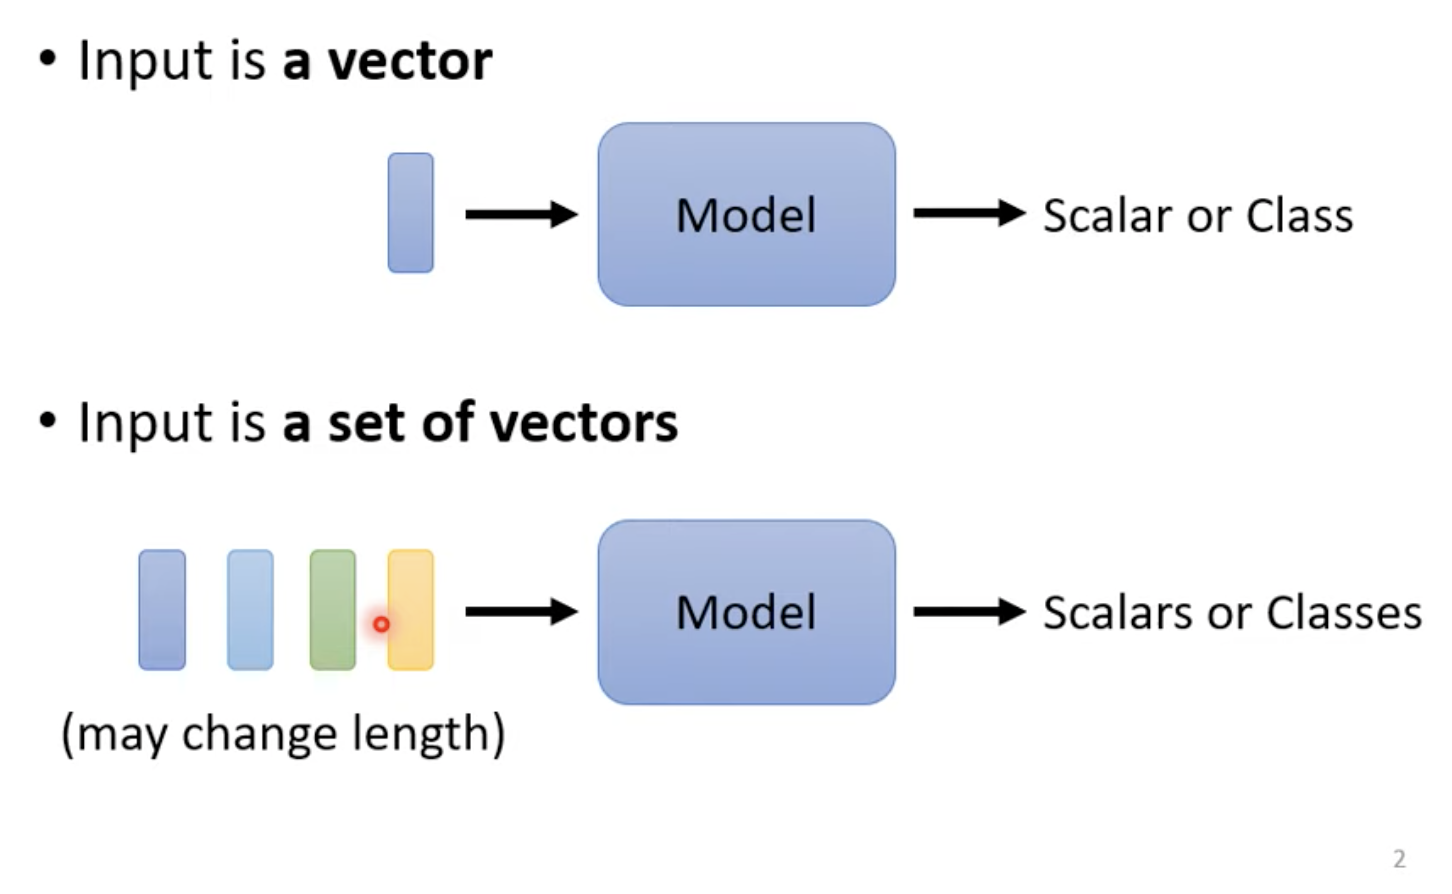 • Input is a vector
Model
Scalar or Class
• Input is a set of vectors
Model
Scalars or Classes
(may change length)
2